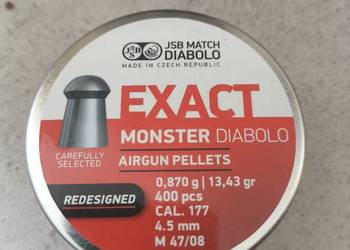 JSB
JSB MATCH
DIABOLO
MADE IN CZECH REPUBLIC
EXACT
MONSTER DIABOLO
CAREFULLY
SELECTED
AIRGUN PELLETS
REDESIGNED
0,870 g | 13,43 gr
400 pcs
CAL. 177
4.5 mm
M 47/08